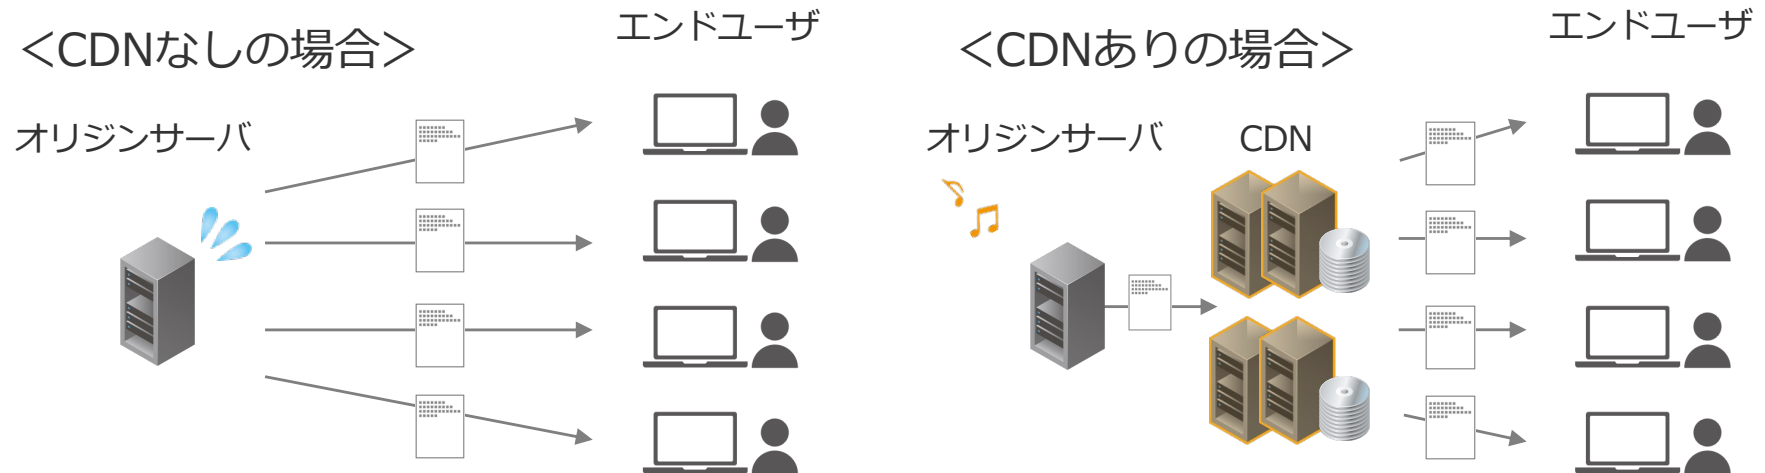 <CDNなしの場合>
エンドユーザ
オリジンサーバ
<CDNありの場合>
エンドユーザ
オリジンサーバ
CDN